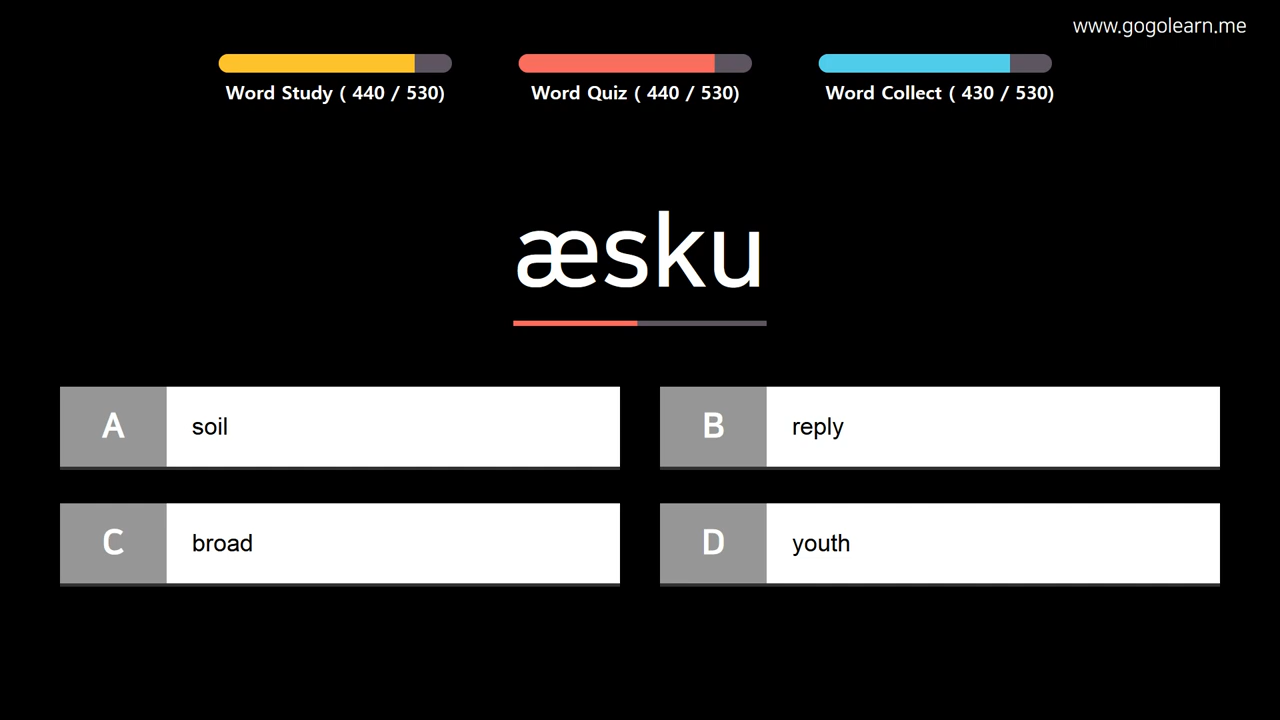 www.gogolearn.me
Word Study ( 440 / 530)
Word Quiz ( 440 / 530)
Word Collect ( 430 / 530)
æsku
A soil
B reply
C broad
D youth